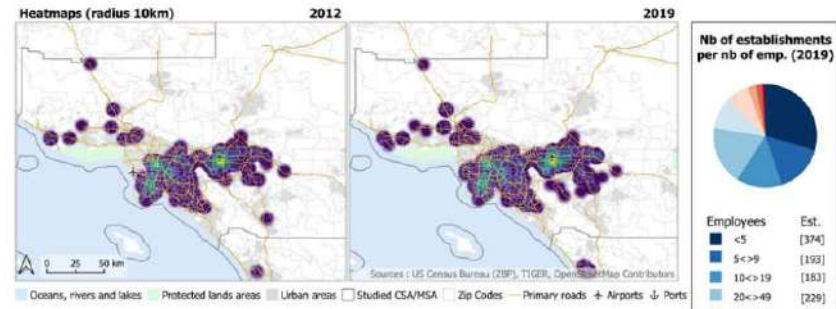 Heatmaps (radius 10km) 2012
2019
Nb of establishments
per nb of emp. (2019)
Employees Est.
<5 [374]
5<>9 [193]
10<>19 [183]
20<>49 [229]
0 25 50 km
Sources : US Census Bureau (ZBP), TIGER, OpenStreetMap Contributors
Oceans, rivers and lakes Protected lands areas Urban areas Studied CSA/MSA Zip Codes Primary roads Airports Ports